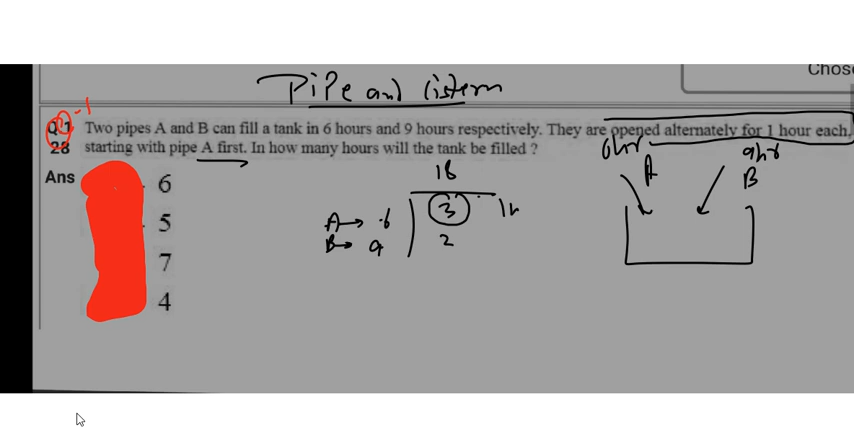 Chose
Pipe and Cistern
Q.1 -1
28
Two pipes A and B can fill a tank in 6 hours and 9 hours respectively. They are opened alternately for 1 hour each,
starting with pipe A first. In how many hours will the tank be filled ?
Ans
6
5
7
4
18
A → 6 3 1h
B → 9 2
6hr 9hr
A B